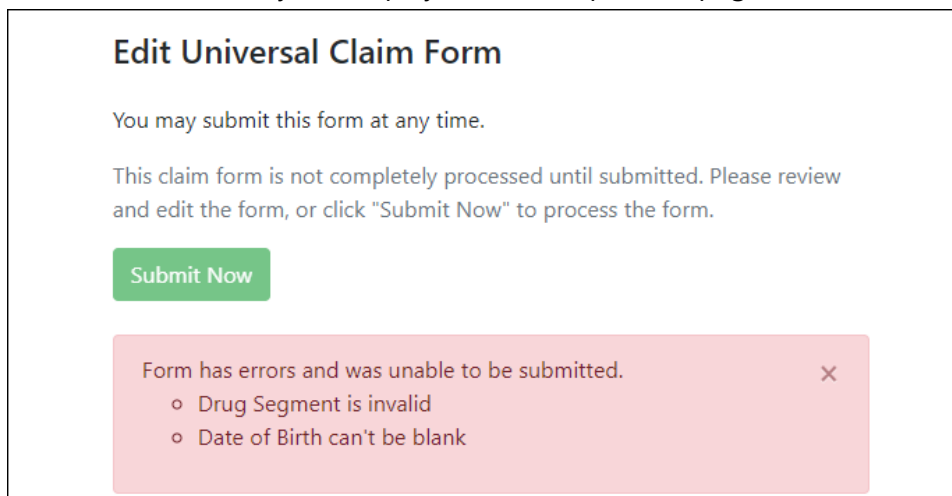 Edit Universal Claim Form
You may submit this form at any time.
This claim form is not completely processed until submitted. Please review
and edit the form, or click "Submit Now" to process the form.
Submit Now
Form has errors and was unable to be submitted.
×
Drug Segment is invalid
Date of Birth can't be blank